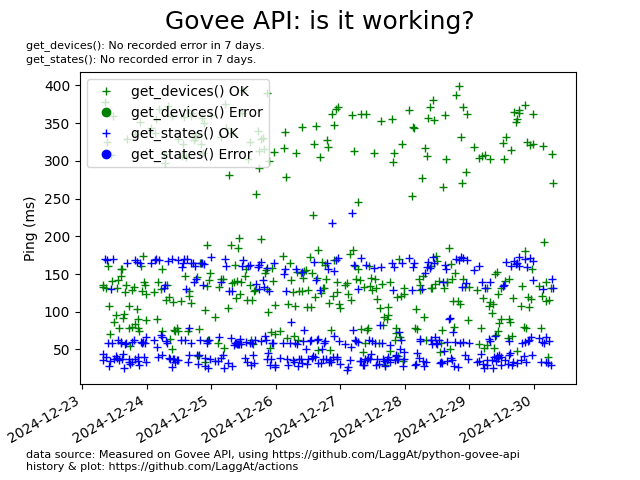 Govee API: is it working?
get_devices(): No recorded error in 7 days.
get_states(): No recorded error in 7 days.
get_devices() OK
get_devices() Error
get_states() OK
get_states() Error
Ping (ms)
400
350
300
250
200
150
100
50
2024-12-23
2024-12-24
2024-12-25
2024-12-26
2024-12-27
2024-12-28
2024-12-29
2024-12-30
data source: Measured on Govee API, using https://github.com/LaggAt/python-govee-api
history & plot: https://github.com/LaggAt/actions